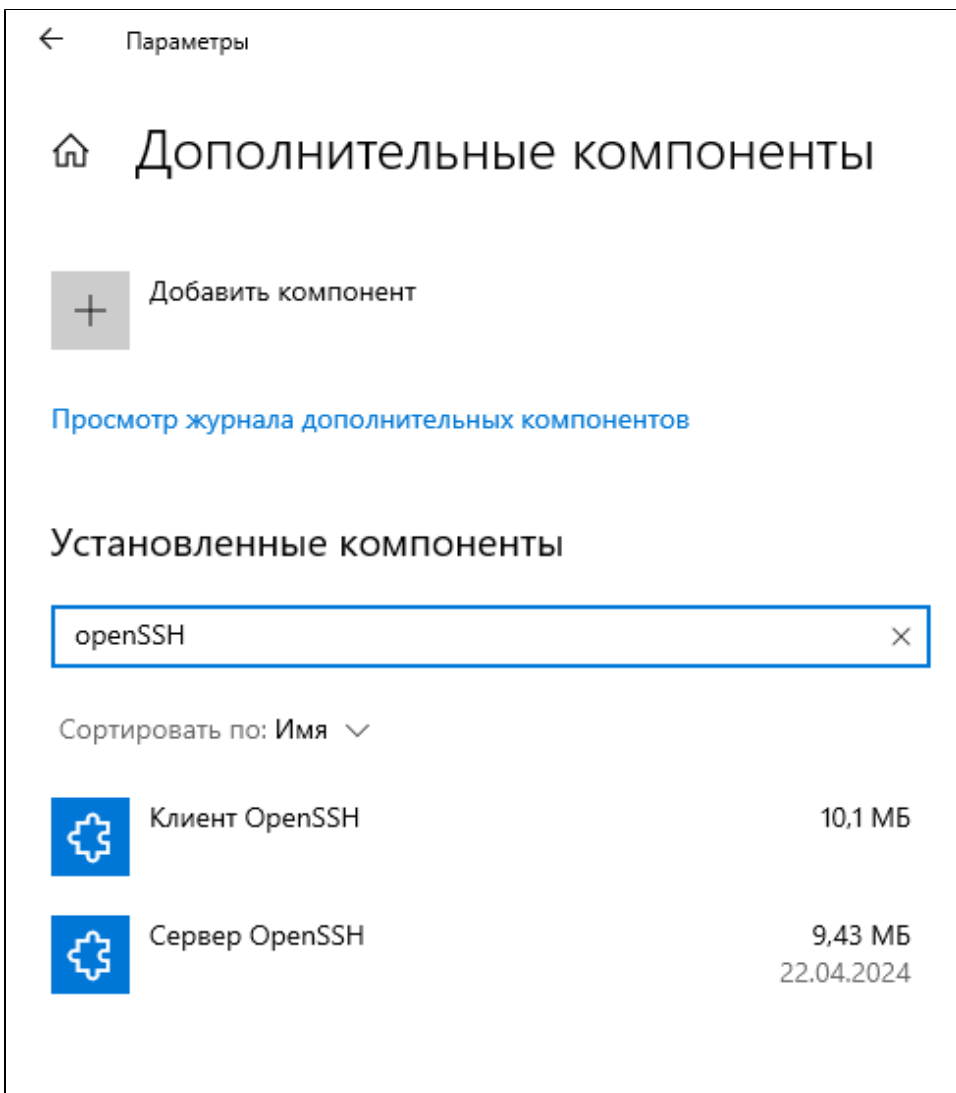 Параметры
Дополнительные компоненты
Добавить компонент
Просмотр журнала дополнительных компонентов
Установленные компоненты
openSSH
Сортировать по: Имя
Клиент OpenSSH 10,1 МБ
Сервер OpenSSH 9,43 МБ
22.04.2024